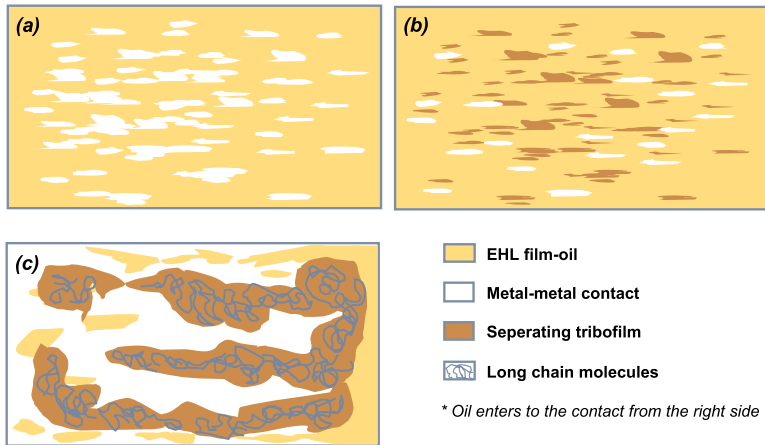 (a)
(b)
(c)
EHL film-oil
Metal-metal contact
Seperating tribofilm
Long chain molecules
* Oil enters to the contact from the right side